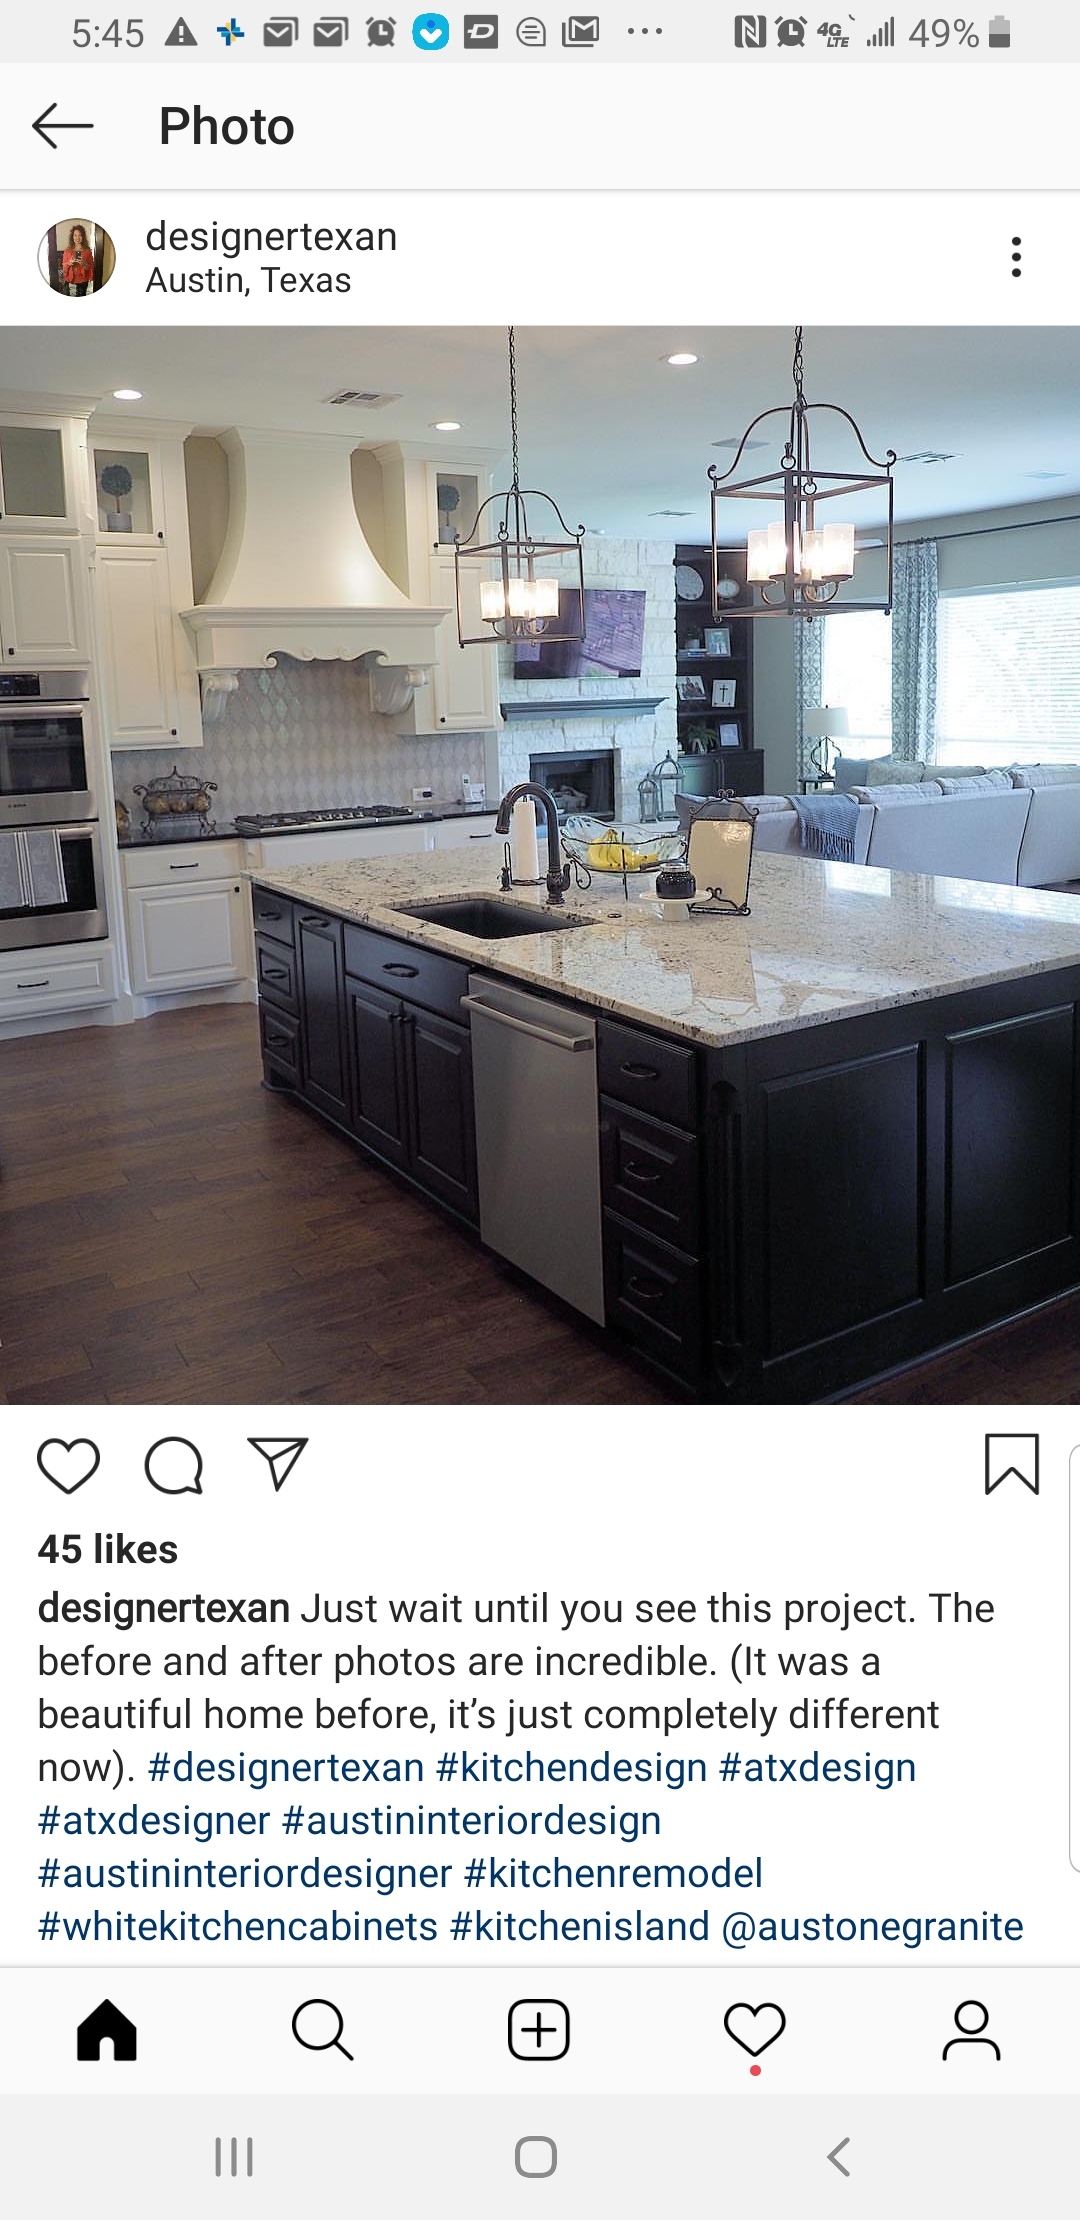 5:45
4G
LTE
49%
Photo
designertexan
Austin, Texas
45 likes
designertexan Just wait until you see this project. The
before and after photos are incredible. (It was a
beautiful home before, it's just completely different
now). #designertexan #kitchendesign #atxdesign
#atxdesigner #austininteriordesign
#austininteriordesigner #kitchenremodel
#whitekitchencabinets #kitchenisland @austonegranite